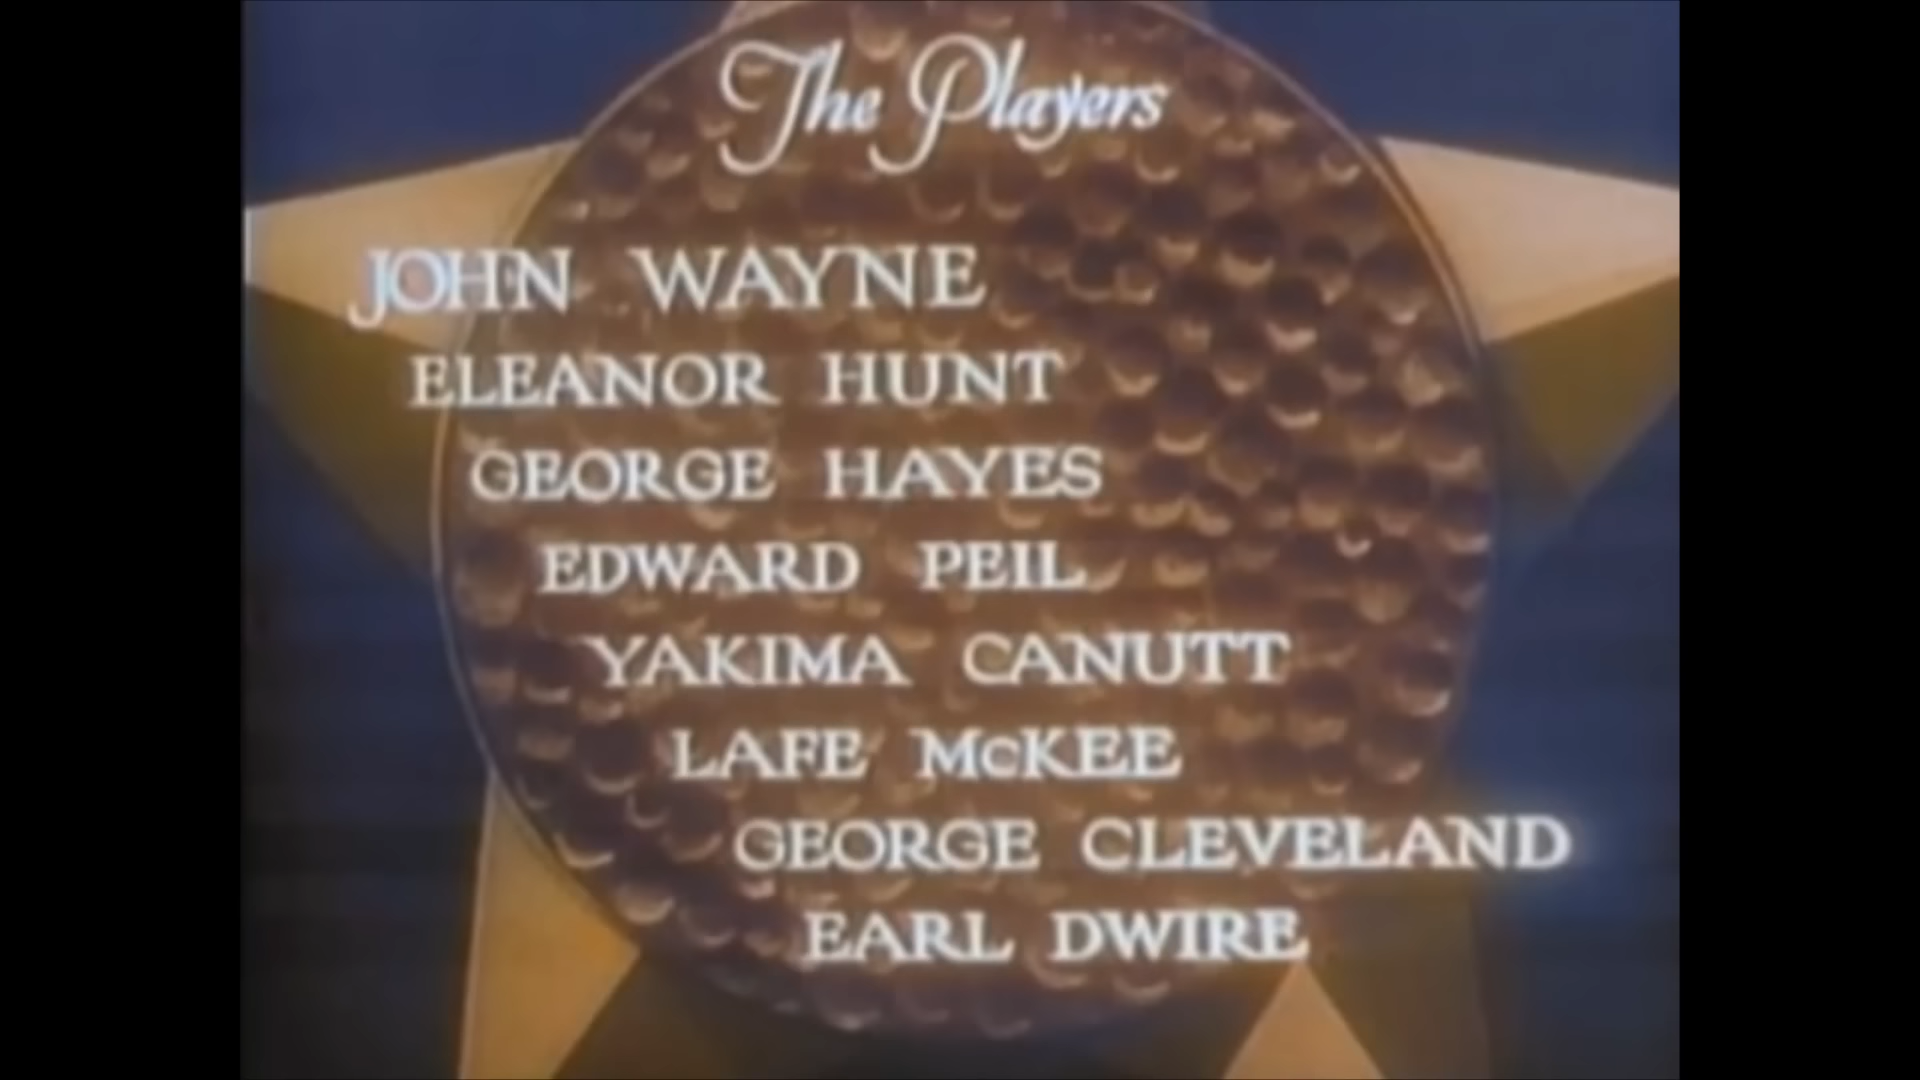 The Players
JOHN WAYNE
ELEANOR HUNT
GEORGE HAYES
EDWARD PEIL
YAKIMA CANUTT
LAFE McKEE
GEORGE CLEVELAND
EARL DWIRE